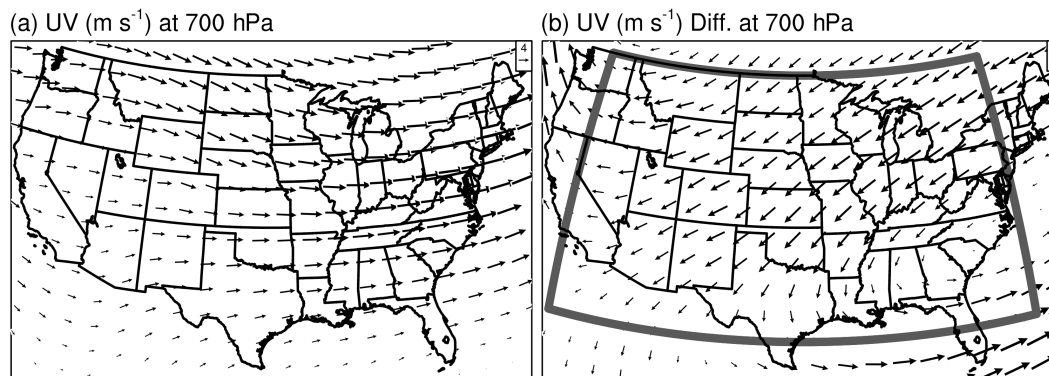 (a) UV (m s⁻¹) at 700 hPa
(b) UV (m s⁻¹) Diff. at 700 hPa
4